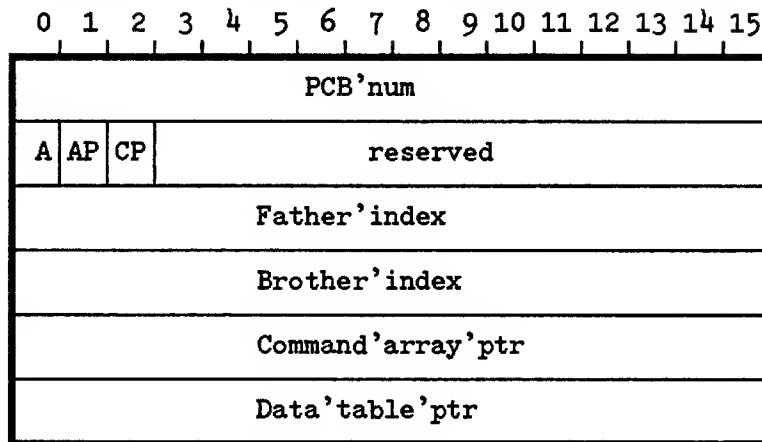 0 1 2 3 4 5 6 7 8 9 10 11 12 13 14 15
PCB'num
A AP CP reserved
Father'index
Brother'index
Command'array'ptr
Data'table'ptr